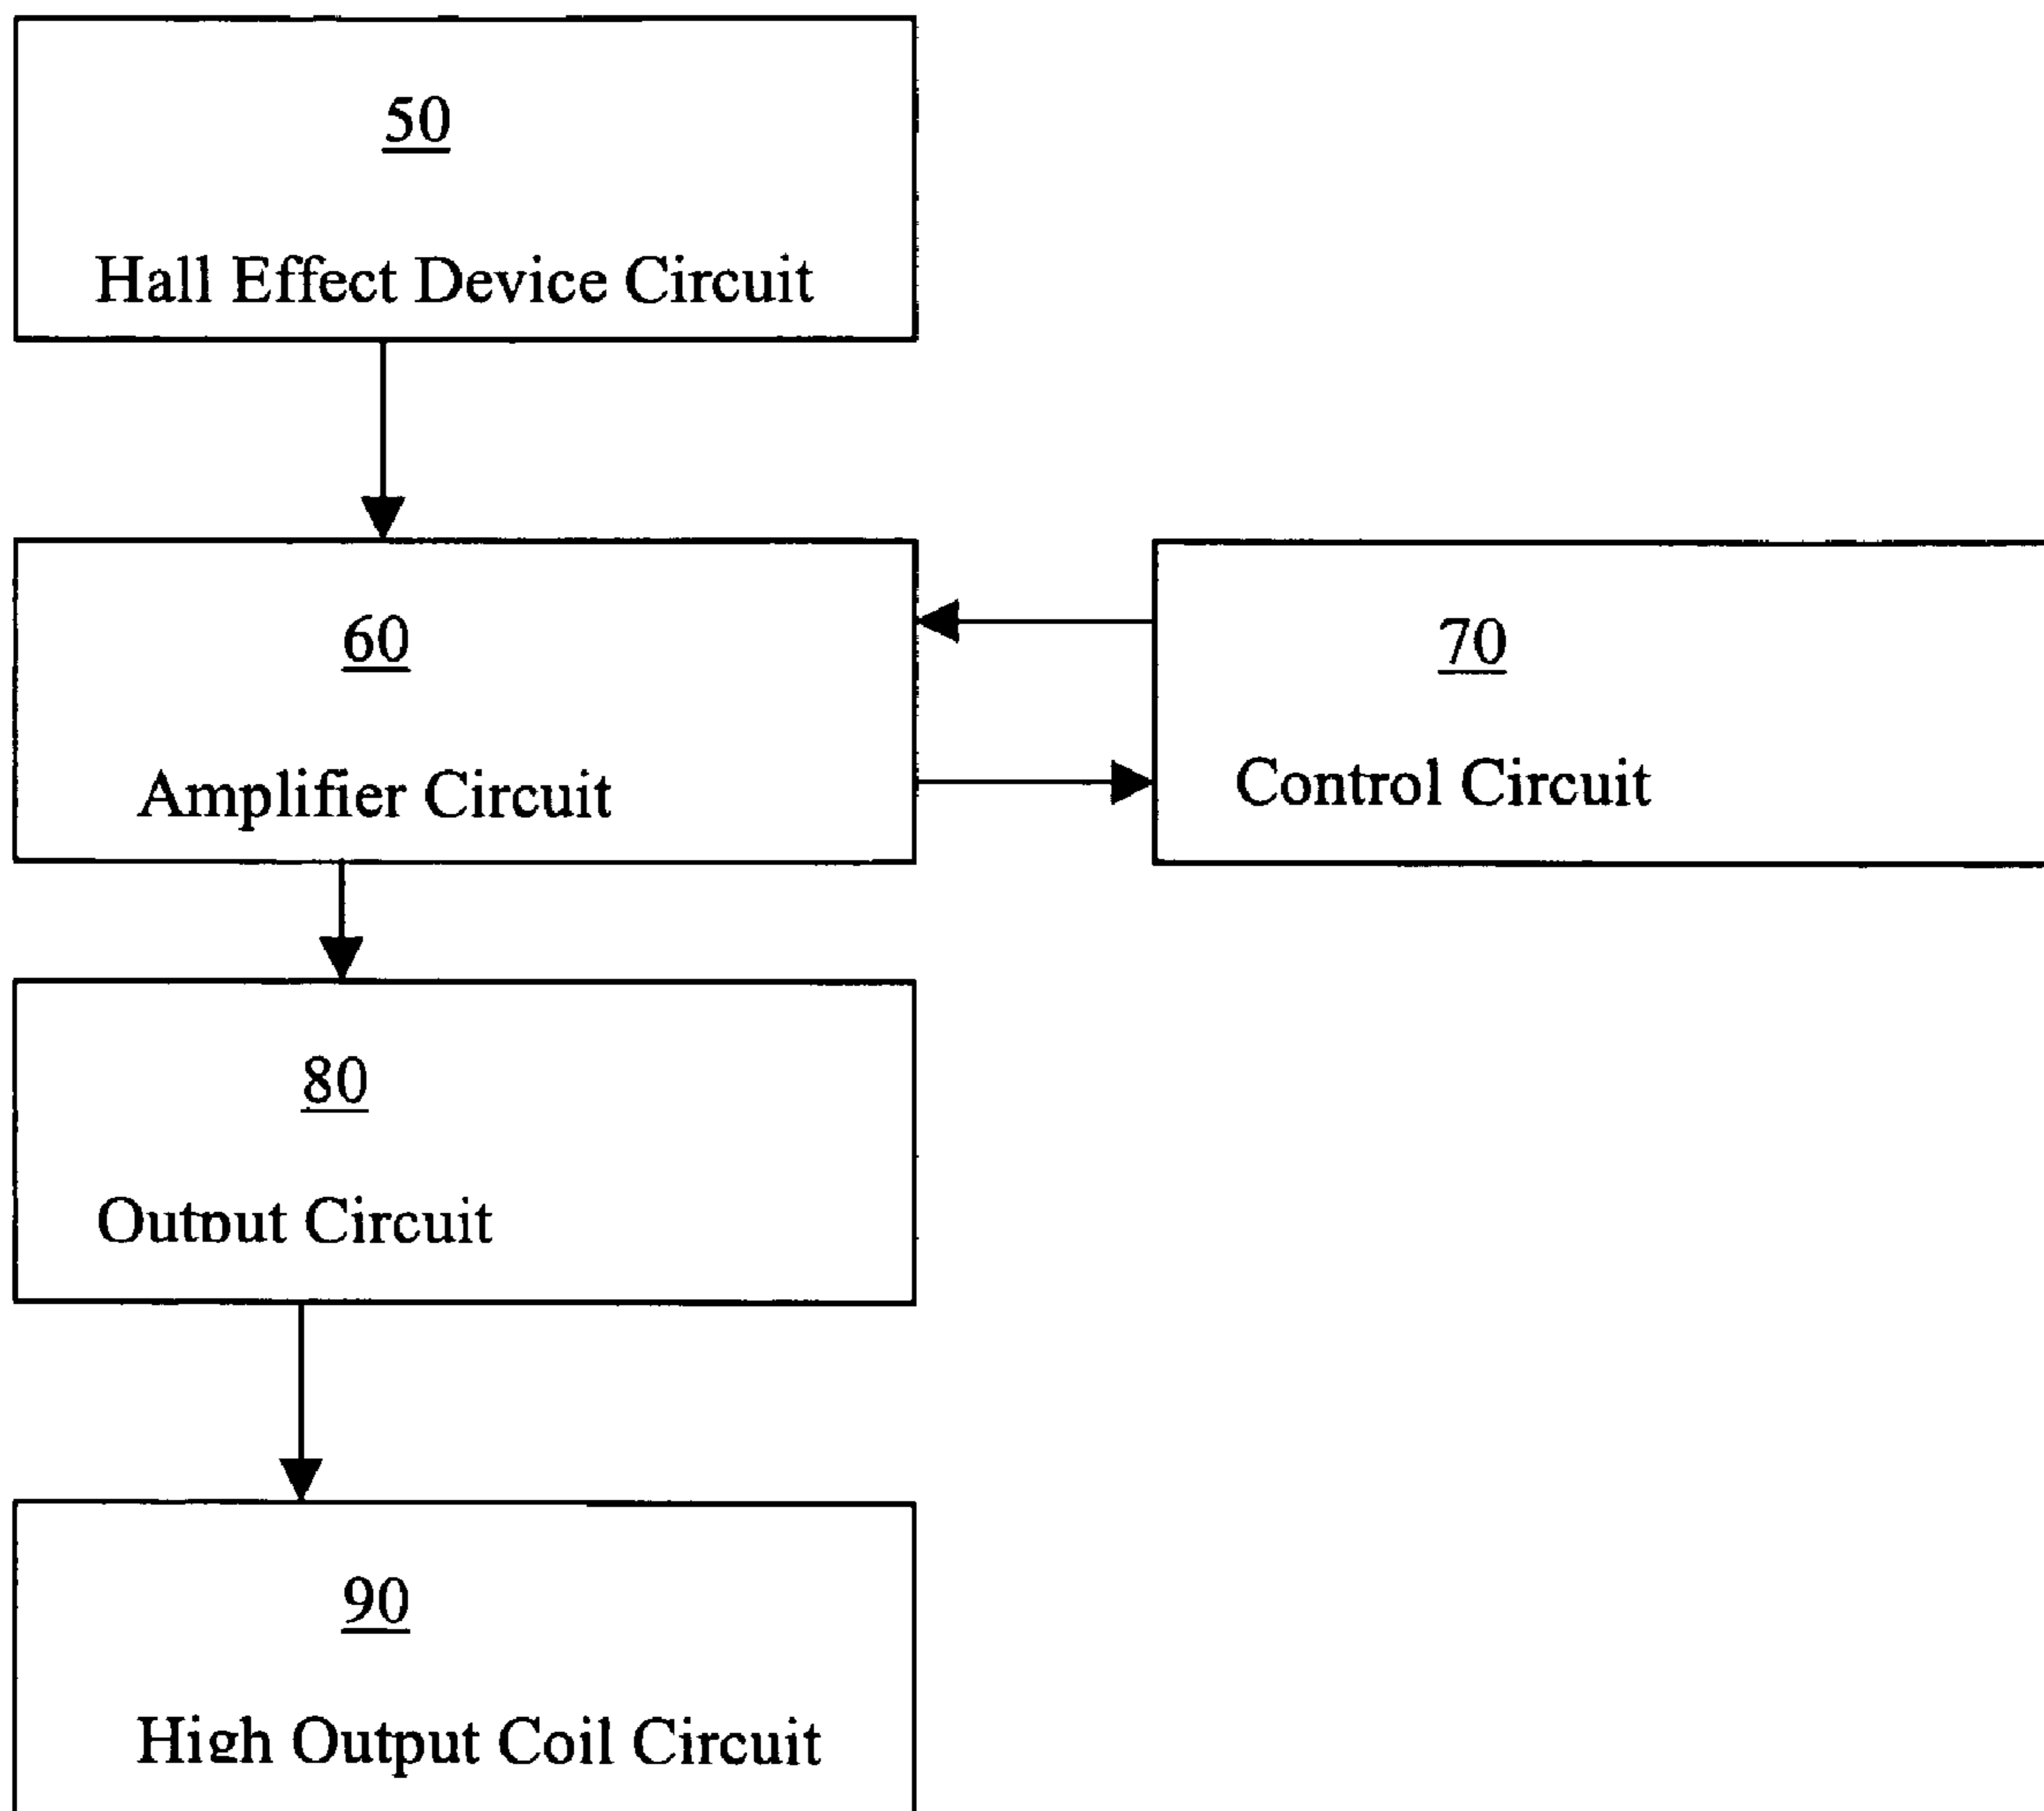 50
Hall Effect Device Circuit
60
Amplifier Circuit
70
Control Circuit
80
Output Circuit
90
High Output Coil Circuit